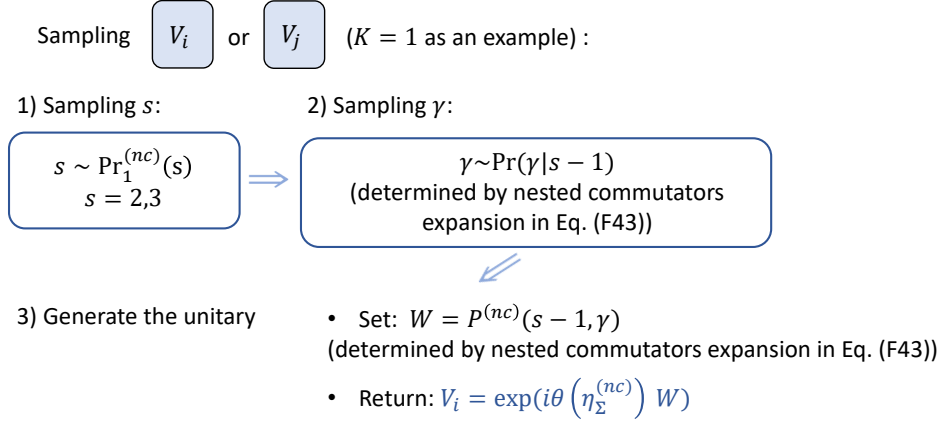 Sampling V_i or V_j (K = 1 as an example) :
1) Sampling s:
2) Sampling γ:
s ~ Pr_1^{(nc)}(s)
s = 2,3
γ~Pr(γ|s − 1)
(determined by nested commutators
expansion in Eq. (F43))
3) Generate the unitary
• Set: W = P^{(nc)}(s − 1, γ)
(determined by nested commutators expansion in Eq. (F43))
• Return: V_i = exp(iθ (η_Σ^{(nc)}) W)